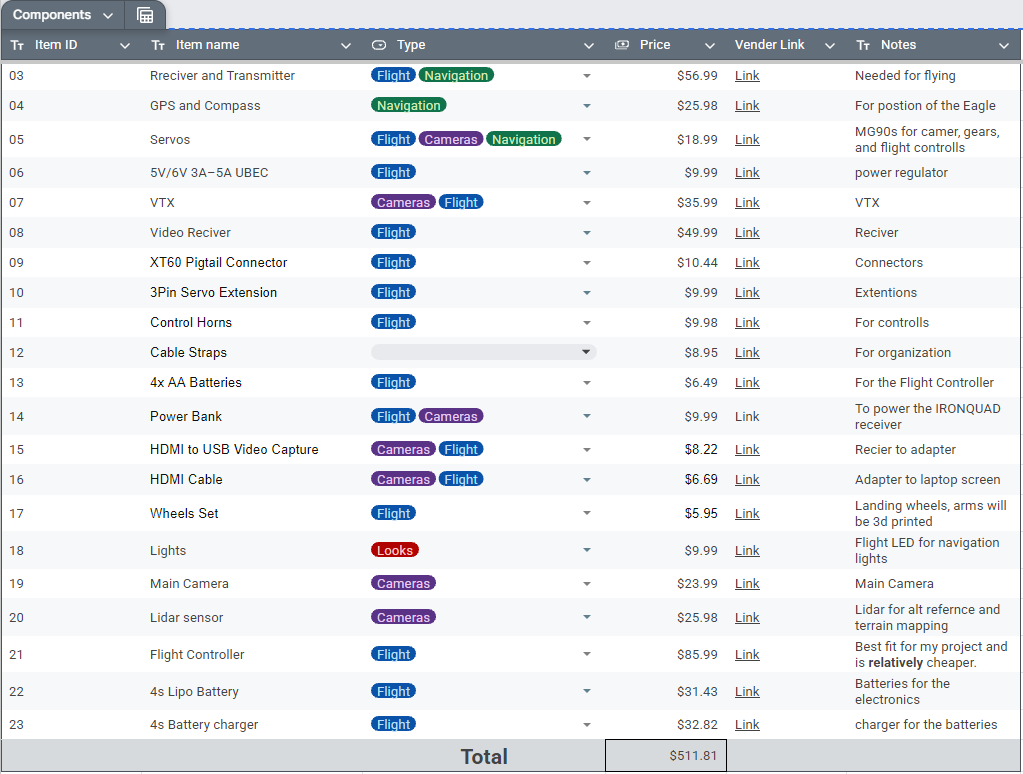 Components
Item ID Item name Type Price Vender Link Notes
03 Rreciver and Transmitter Flight Navigation $56.99 Link Needed for flying
04 GPS and Compass Navigation $25.98 Link For postion of the Eagle
05 Servos Flight Cameras Navigation $18.99 Link MG90s for camer, gears,
and flight controlls
06 5V/6V 3A–5A UBEC Flight $9.99 Link power regulator
07 VTX Cameras Flight $35.99 Link VTX
08 Video Reciver Flight $49.99 Link Reciver
09 XT60 Pigtail Connector Flight $10.44 Link Connectors
10 3Pin Servo Extension Flight $9.99 Link Extentions
11 Control Horns Flight $9.98 Link For controlls
12 Cable Straps $8.95 Link For organization
13 4x AA Batteries Flight $6.49 Link For the Flight Controller
14 Power Bank Flight Cameras $9.99 Link To power the IRONQUAD
receiver
15 HDMI to USB Video Capture Cameras Flight $8.22 Link Recier to adapter
16 HDMI Cable Cameras Flight $6.69 Link Adapter to laptop screen
17 Wheels Set Flight $5.95 Link Landing wheels, arms will
be 3d printed
18 Lights Looks $9.99 Link Flight LED for navigation
lights
19 Main Camera Cameras $23.99 Link Main Camera
20 Lidar sensor Cameras $25.98 Link Lidar for alt refernce and
terrain mapping
21 Flight Controller Flight $85.99 Link Best fit for my project and
is relatively cheaper.
22 4s Lipo Battery Flight $31.43 Link Batteries for the
electronics
23 4s Battery charger Flight $32.82 Link charger for the batteries
Total $511.81